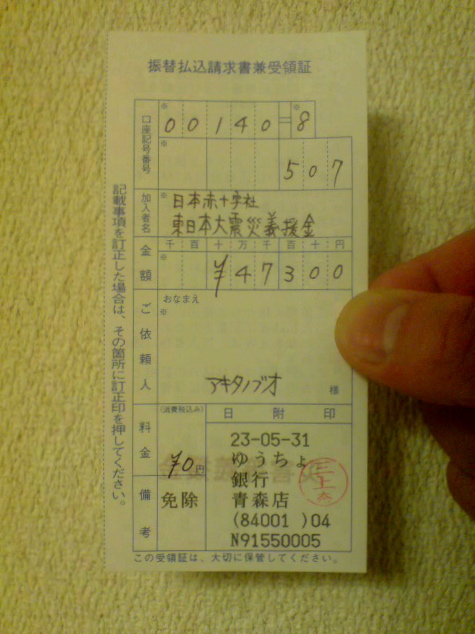 振替払込請求書兼受領証
口座記号番号
※
00140=8
※
※
507
加入者名
※
日本赤十字社
東日本大震災義援金
金額
千百十万千百十円
※
¥47300
ご依頼人
おなまえ
※
アキタノブオ
様
料金
(消費税込み)
¥0円
備考
免除
日附印
23-05-31
ゆうちょ
銀行
青森店
(84001 )04
N91550005
三上
記載事項を訂正した場合は、その箇所に訂正印を押してください。
この受領証は、大切に保管してください。